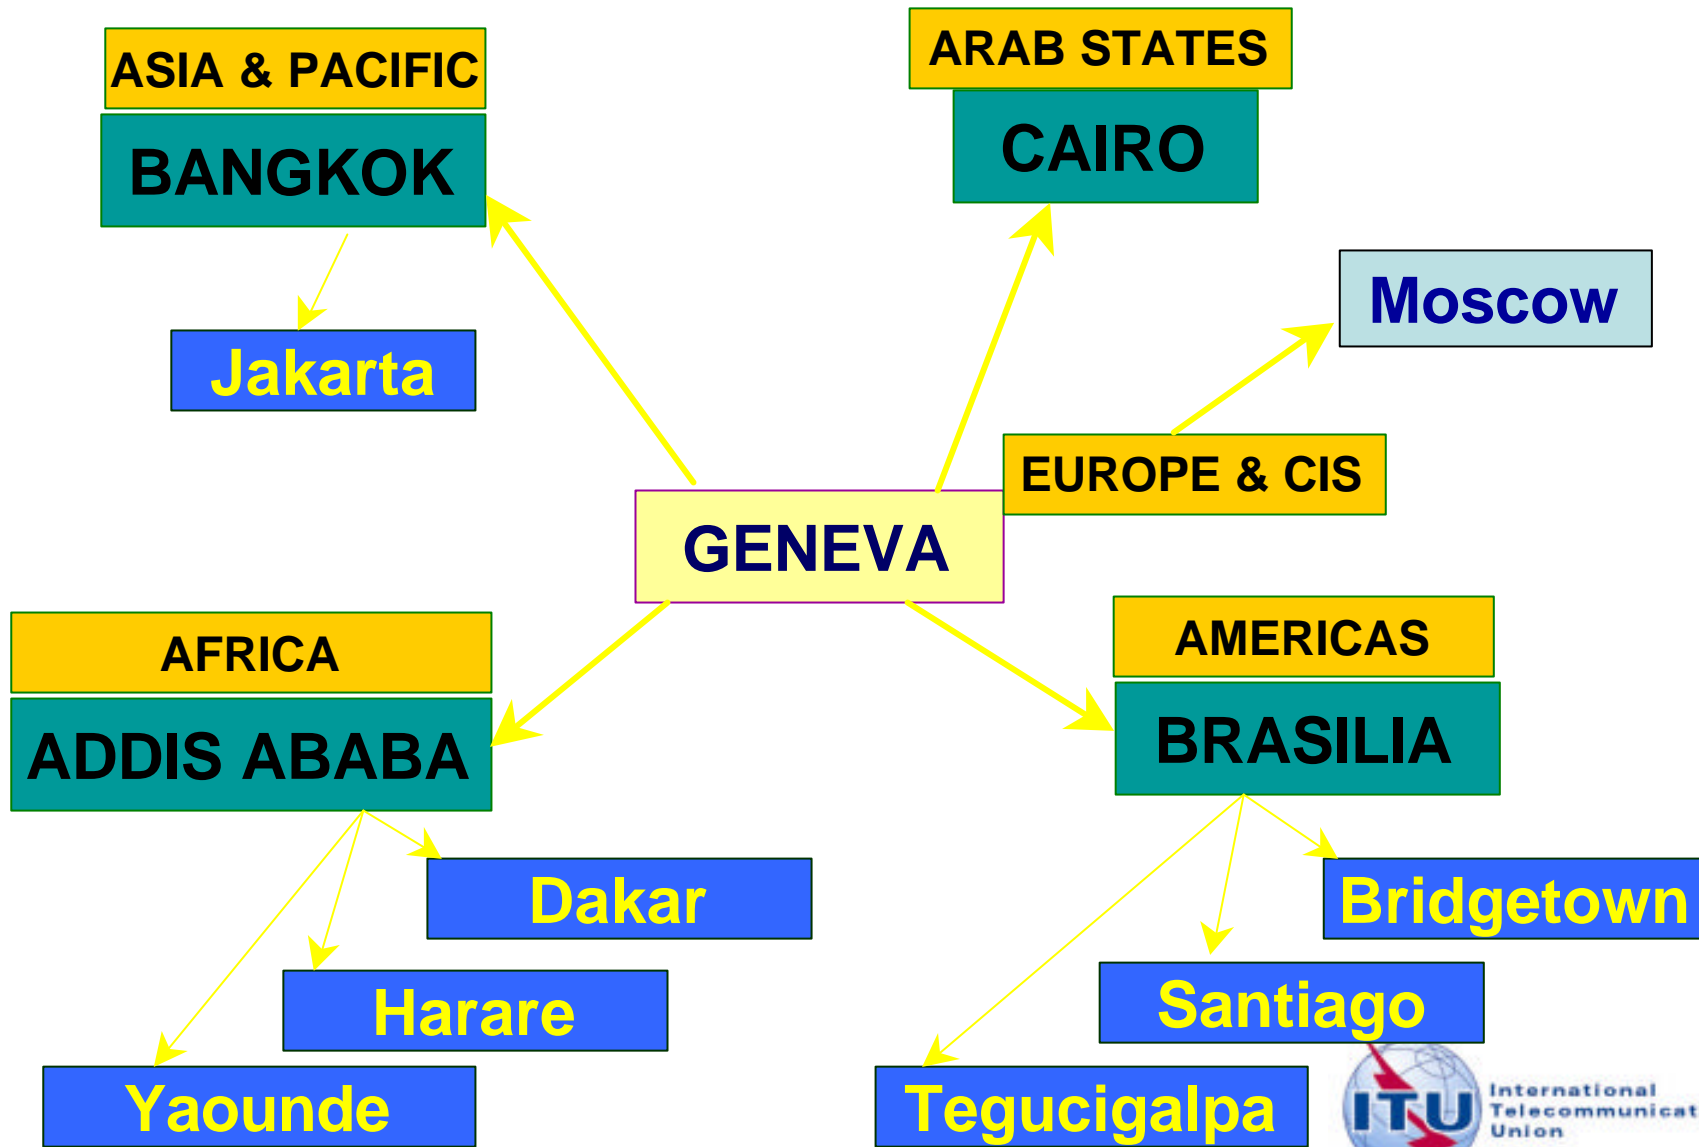 ASIA & PACIFIC
BANGKOK
Jakarta
ARAB STATES
CAIRO
Moscow
EUROPE & CIS
GENEVA
AFRICA
ADDIS ABABA
Dakar
Harare
Yaounde
AMERICAS
BRASILIA
Bridgetown
Santiago
Tegucigalpa
ITU
International
Telecommunicat
Union